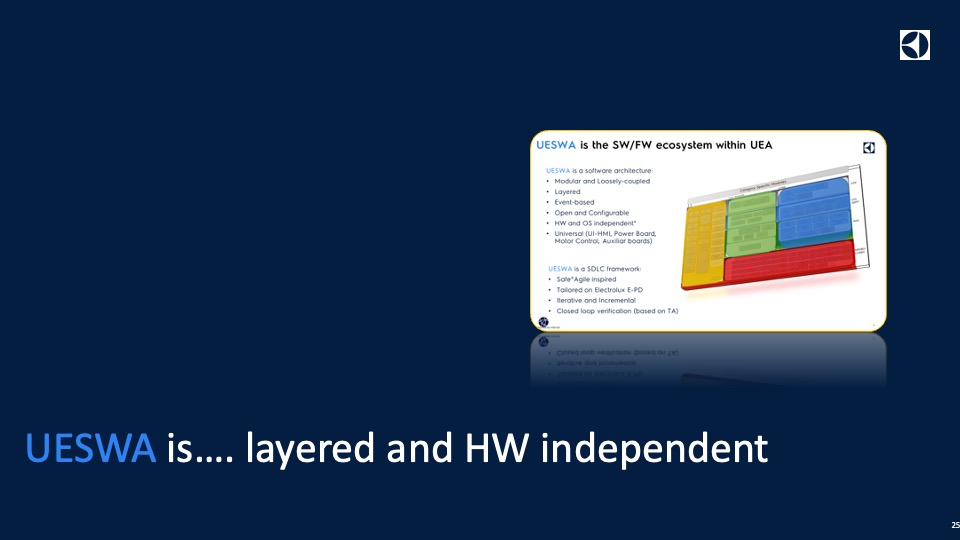 UESWA is the SW/FW ecosystem within UEA
UESWA is a software architecture:
• Modular and Loosely-coupled
• Layered
• Event-based
• Open and Configurable
• HW and OS independent*
• Universal (UI-HMI, Power Board,
Motor Control, Auxiliar boards)
UESWA is a SDLC framework:
• Safe®Agile inspired
• Tailored on Electrolux E-PD
• Iterative and Incremental
• Closed loop verification (based on TA)
Category Specific Modules
UESWA is.... layered and HW independent
25